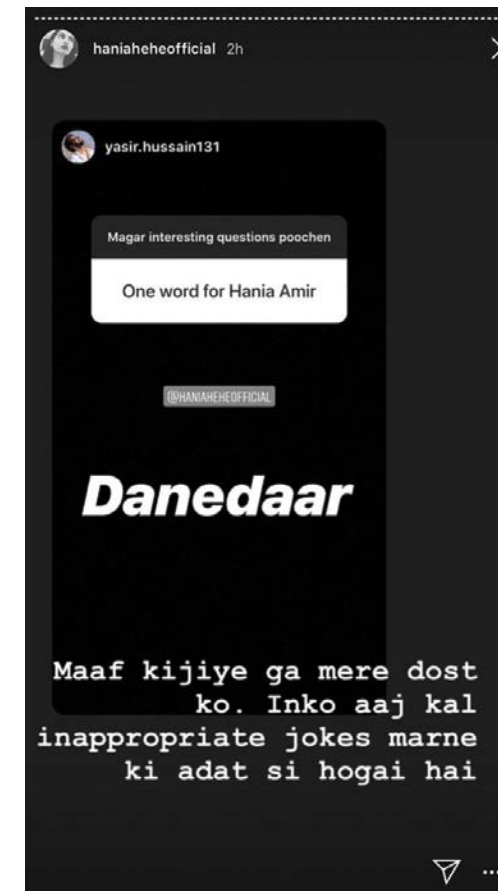 haniaheheofficial 2h
yasir.hussain131
Magar interesting questions poochen
One word for Hania Amir
@HANIAHEHEOFFICIAL
Danedaar
Maaf kijiye ga mere dost
ko. Inko aaj kal
inappropriate jokes marne
ki adat si hogai hai